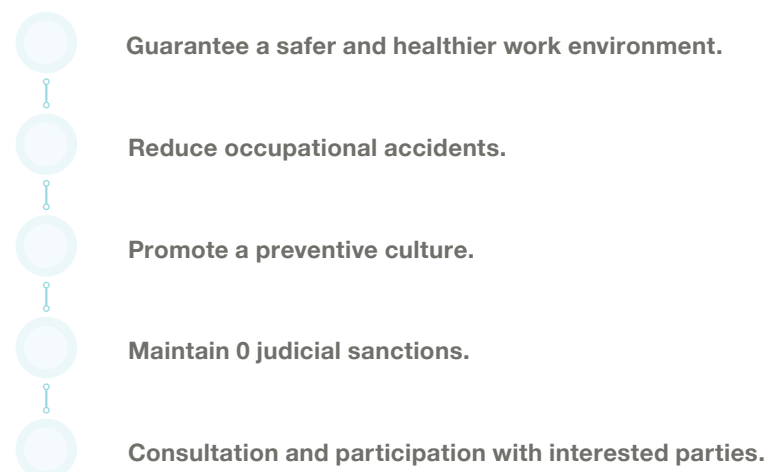 Guarantee a safer and healthier work environment.
Reduce occupational accidents.
Promote a preventive culture.
Maintain 0 judicial sanctions.
Consultation and participation with interested parties.